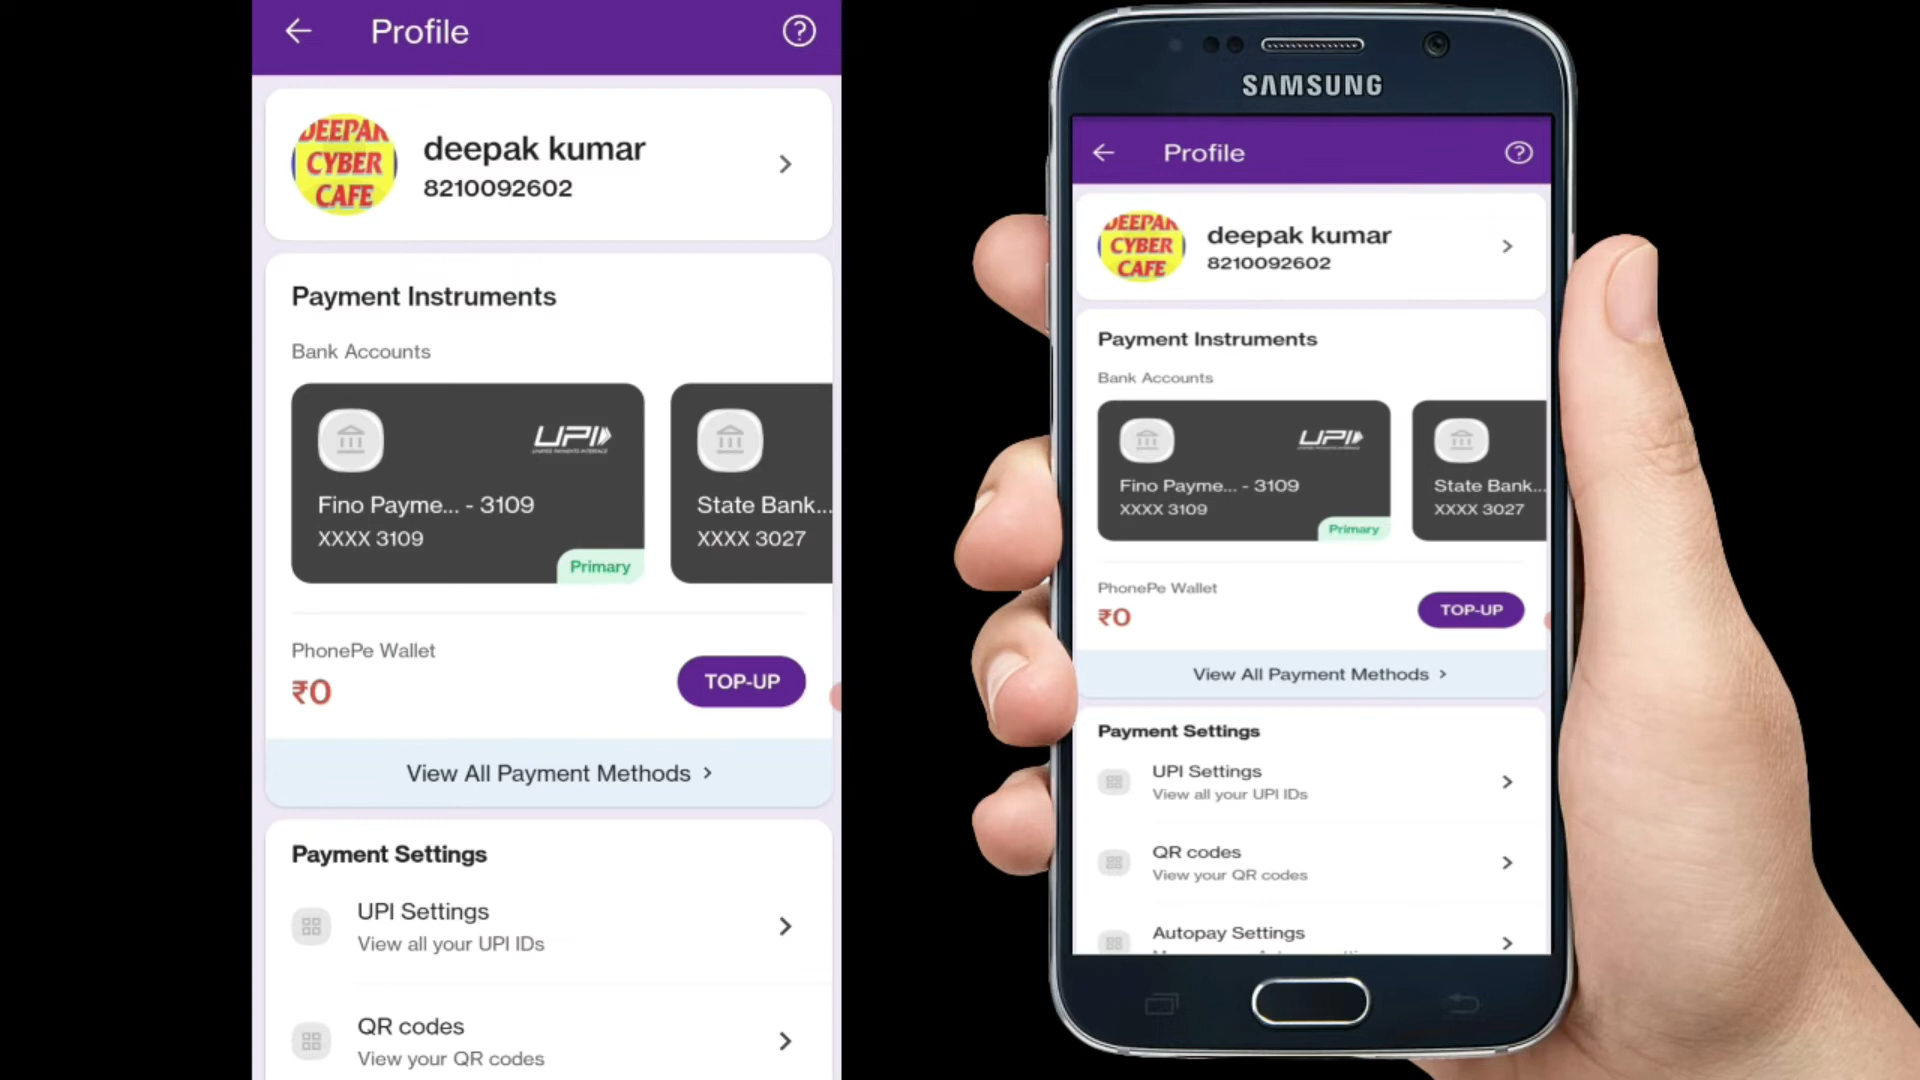 Profile
DEEPAK
CYBER
CAFE
deepak kumar
8210092602
Payment Instruments
Bank Accounts
UPI
UNIFIED PAYMENTS INTERFACE
Fino Payme... - 3109
XXXX 3109
Primary
State Bank...
XXXX 3027
PhonePe Wallet
₹0
TOP-UP
View All Payment Methods
Payment Settings
UPI Settings
View all your UPI IDs
QR codes
View your QR codes
SAMSUNG
Profile
DEEPAK
CYBER
CAFE
deepak kumar
8210092602
Payment Instruments
Bank Accounts
UPI
Fino Payme... - 3109
XXXX 3109
Primary
State Bank...
XXXX 3027
PhonePe Wallet
₹0
TOP-UP
View All Payment Methods
Payment Settings
UPI Settings
View all your UPI IDs
QR codes
View your QR codes
Autopay Settings